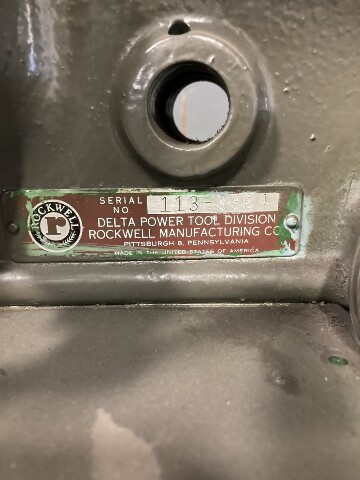 SERIAL
NO
ROCKWELL
r
DELTA POWER TOOL DIVISION
ROCKWELL MANUFACTURING CO.
PITTSBURGH 8, PENNSYLVANIA
MADE IN THE UNITED STATES OF AMERICA